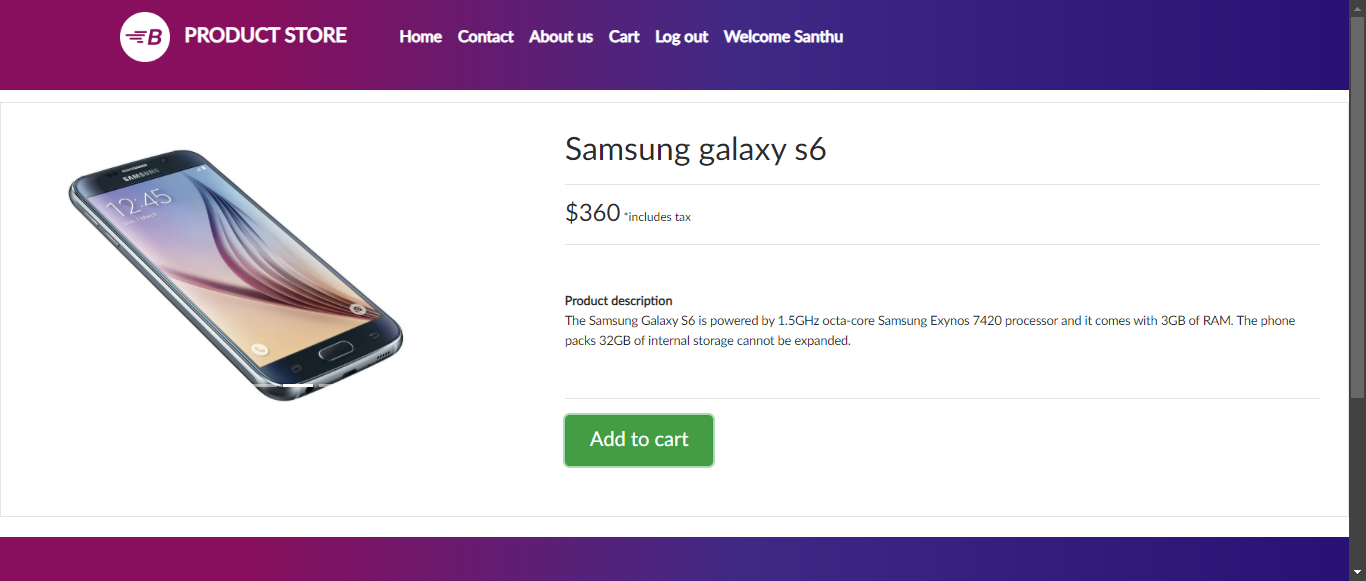 B PRODUCT STORE Home Contact About us Cart Log out Welcome Santhu
SAMSUNG
12:45
Samsung galaxy s6
$360 *includes tax
Product description
The Samsung Galaxy S6 is powered by 1.5GHz octa-core Samsung Exynos 7420 processor and it comes with 3GB of RAM. The phone
packs 32GB of internal storage cannot be expanded.
Add to cart